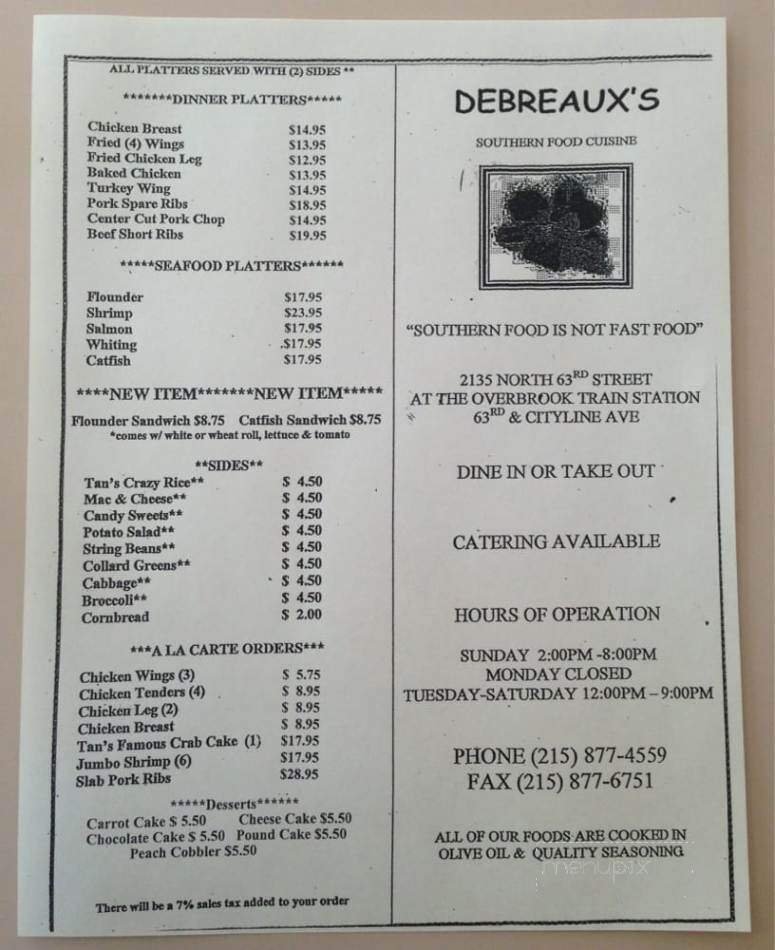 ALL PLATTERS SERVED WITH (2) SIDES **
*******DINNER PLATTERS*****
Chicken Breast $14.95
Fried (4) Wings $13.95
Fried Chicken Leg $12.95
Baked Chicken $13.95
Turkey Wing $14.95
Pork Spare Ribs $18.95
Center Cut Pork Chop $14.95
Beef Short Ribs $19.95
*****SEAFOOD PLATTERS******
Flounder $17.95
Shrimp $23.95
Salmon $17.95
Whiting $17.95
Catfish $17.95
****NEW ITEM*******NEW ITEM*****
Flounder Sandwich $8.75 Catfish Sandwich $8.75
*comes w/ white or wheat roll, lettuce & tomato
**SIDES**
Tan's Crazy Rice** $ 4.50
Mac & Cheese** $ 4.50
Candy Sweets** $ 4.50
Potato Salad** $ 4.50
String Beans** $ 4.50
Collard Greens** $ 4.50
Cabbage** $ 4.50
Broccoli** $ 4.50
Cornbread $ 2.00
***A LA CARTE ORDERS***
Chicken Wings (3) $ 5.75
Chicken Tenders (4) $ 8.95
Chicken Leg (2) $ 8.95
Chicken Breast $ 8.95
Tan's Famous Crab Cake (1) $17.95
Jumbo Shrimp (6) $17.95
Slab Pork Ribs $28.95
*****Desserts******
Carrot Cake $ 5.50 Cheese Cake $5.50
Chocolate Cake $ 5.50 Pound Cake $5.50
Peach Cobbler $5.50
There will be a 7% sales tax added to your order
DEBREAUX'S
SOUTHERN FOOD CUISINE
"SOUTHERN FOOD IS NOT FAST FOOD"
2135 NORTH 63RD STREET
AT THE OVERBROOK TRAIN STATION
63RD & CITYLINE AVE
DINE IN OR TAKE OUT
CATERING AVAILABLE
HOURS OF OPERATION
SUNDAY 2:00PM -8:00PM
MONDAY CLOSED
TUESDAY-SATURDAY 12:00PM – 9:00PM
PHONE (215) 877-4559
FAX (215) 877-6751
ALL OF OUR FOODS ARE COOKED IN
OLIVE OIL & QUALITY SEASONING
menupix